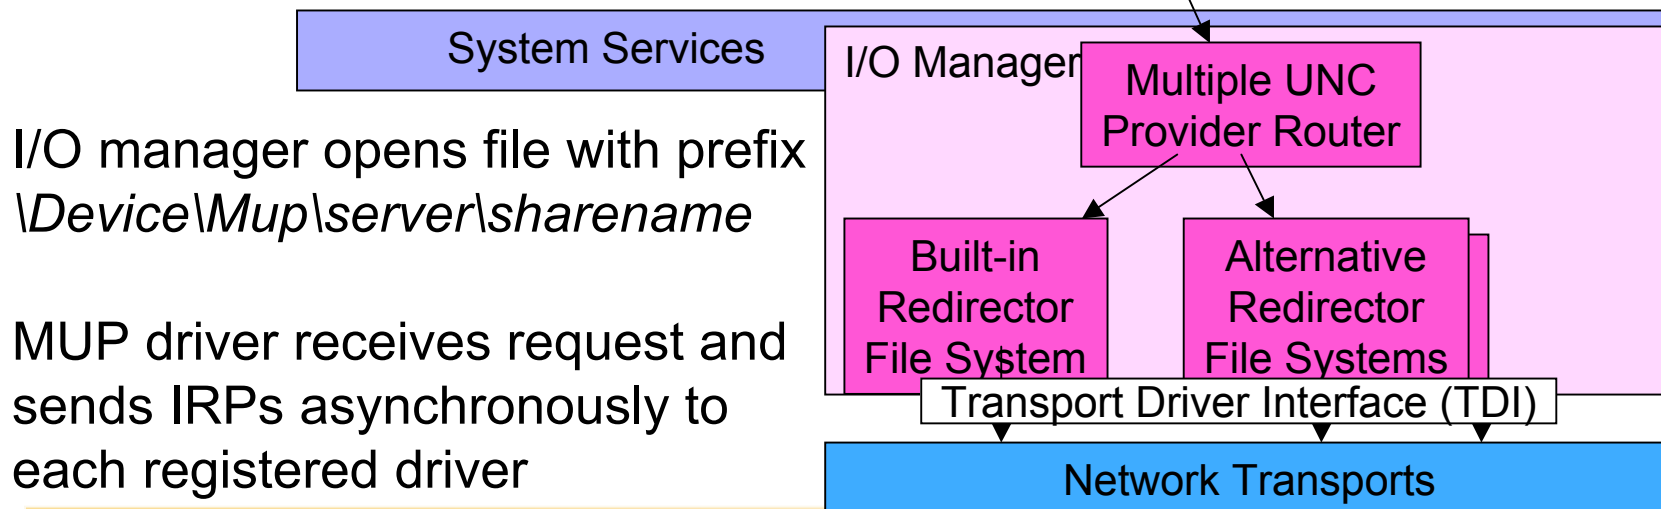 System Services
I/O Manager
Multiple UNC
Provider Router
I/O manager opens file with prefix
\Device\Mup\server\sharename
MUP driver receives request and
sends IRPs asynchronously to
each registered driver
Built-in
Redirector
File System
Alternative
Redirector
File Systems
Transport Driver Interface (TDI)
Network Transports